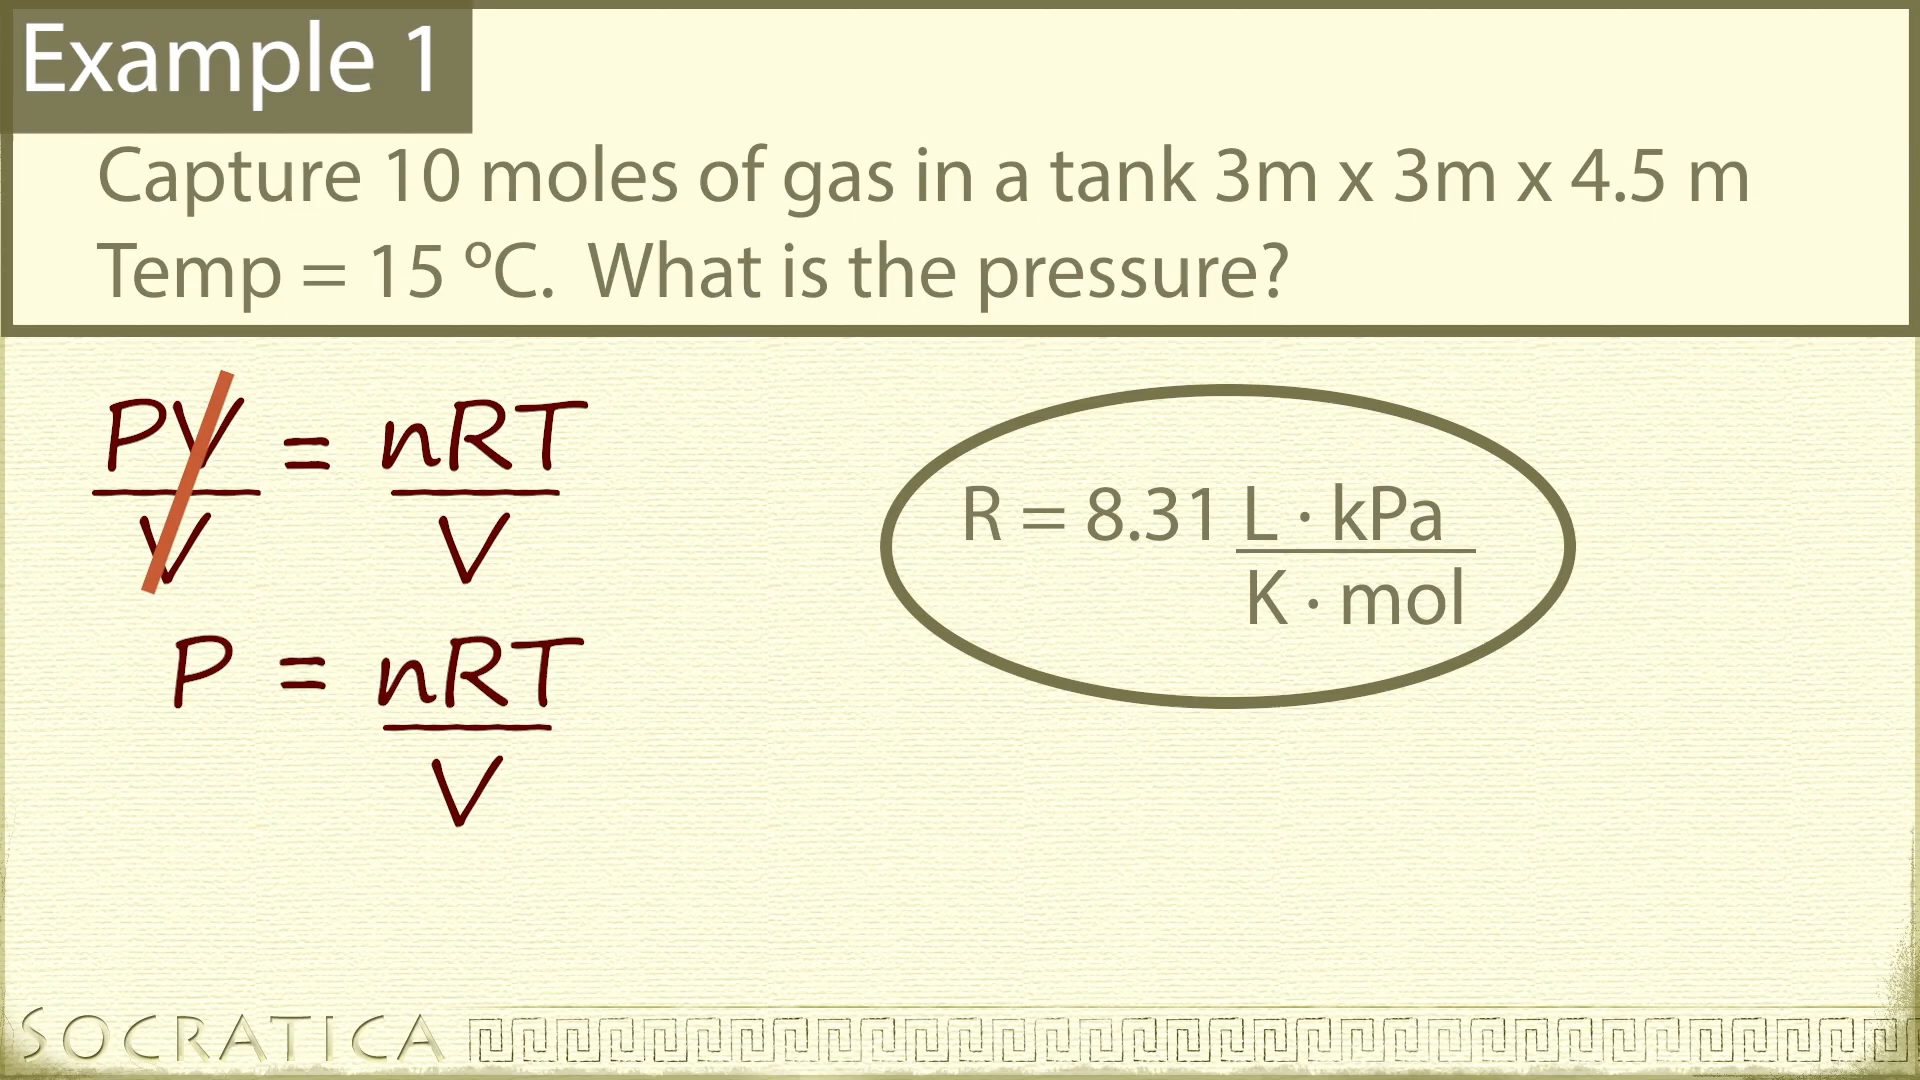 Example 1
Capture 10 moles of gas in a tank 3m x 3m x 4.5 m
Temp = 15 ºC. What is the pressure?
PV = nRT
V V
P = nRT
V
R = 8.31 L · kPa
K · mol
SOCRATICA